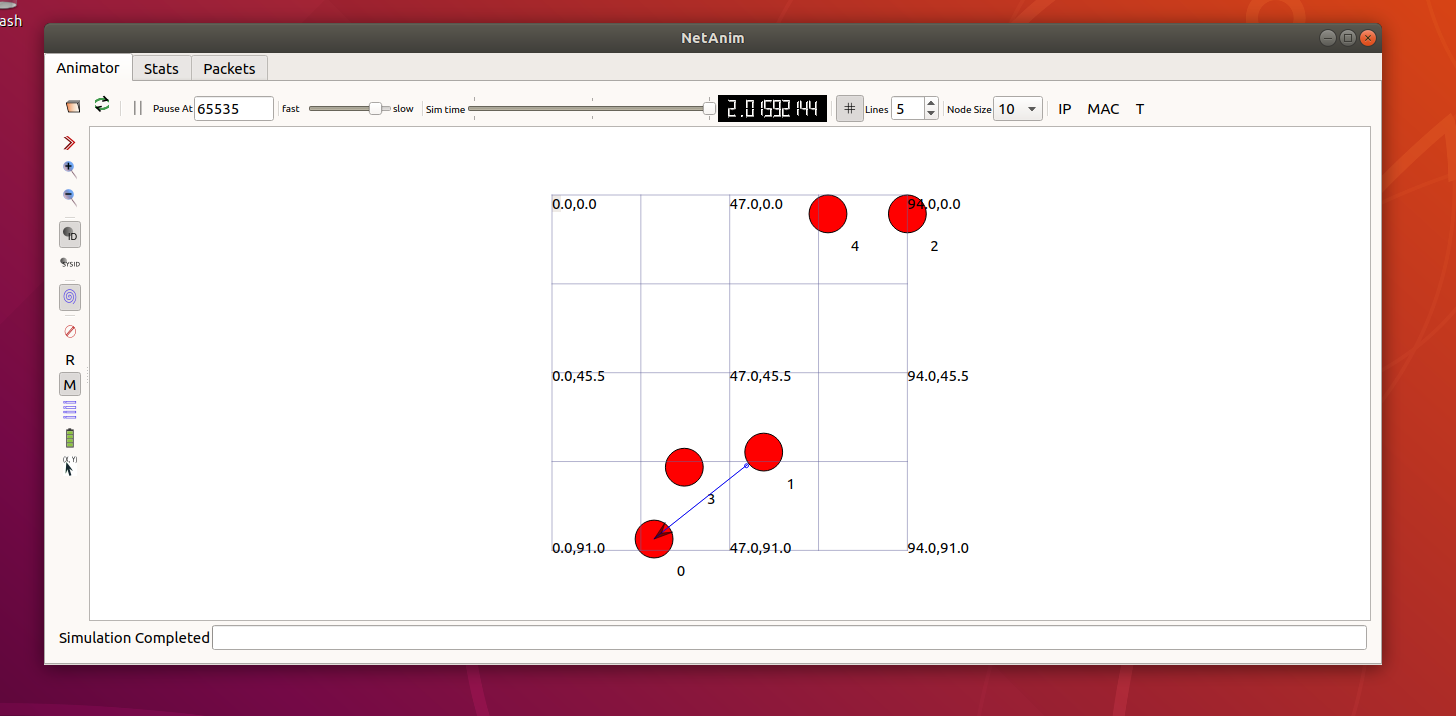 ash
NetAnim
Animator Stats Packets
Pause At 65535 fast slow Sim time 2.01592144 # Lines 5 Node Size 10 IP MAC T
0.0,0.0 47.0,0.0 94.0,0.0
4 2
ID
SYSID
R
0.0,45.5 47.0,45.5 94.0,45.5
M
(X, Y)
1
3
0.0,91.0 47.0,91.0 94.0,91.0
0
Simulation Completed